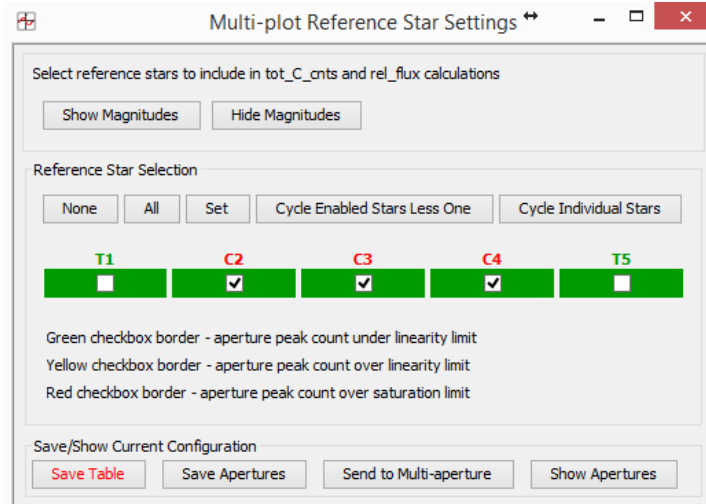 Multi-plot Reference Star Settings
Select reference stars to include in tot_C_cnts and rel_flux calculations
Show Magnitudes Hide Magnitudes
Reference Star Selection
None All Set Cycle Enabled Stars Less One Cycle Individual Stars
T1 C2 C3 C4 T5
Green checkbox border - aperture peak count under linearity limit
Yellow checkbox border - aperture peak count over linearity limit
Red checkbox border - aperture peak count over saturation limit
Save/Show Current Configuration
Save Table Save Apertures Send to Multi-aperture Show Apertures